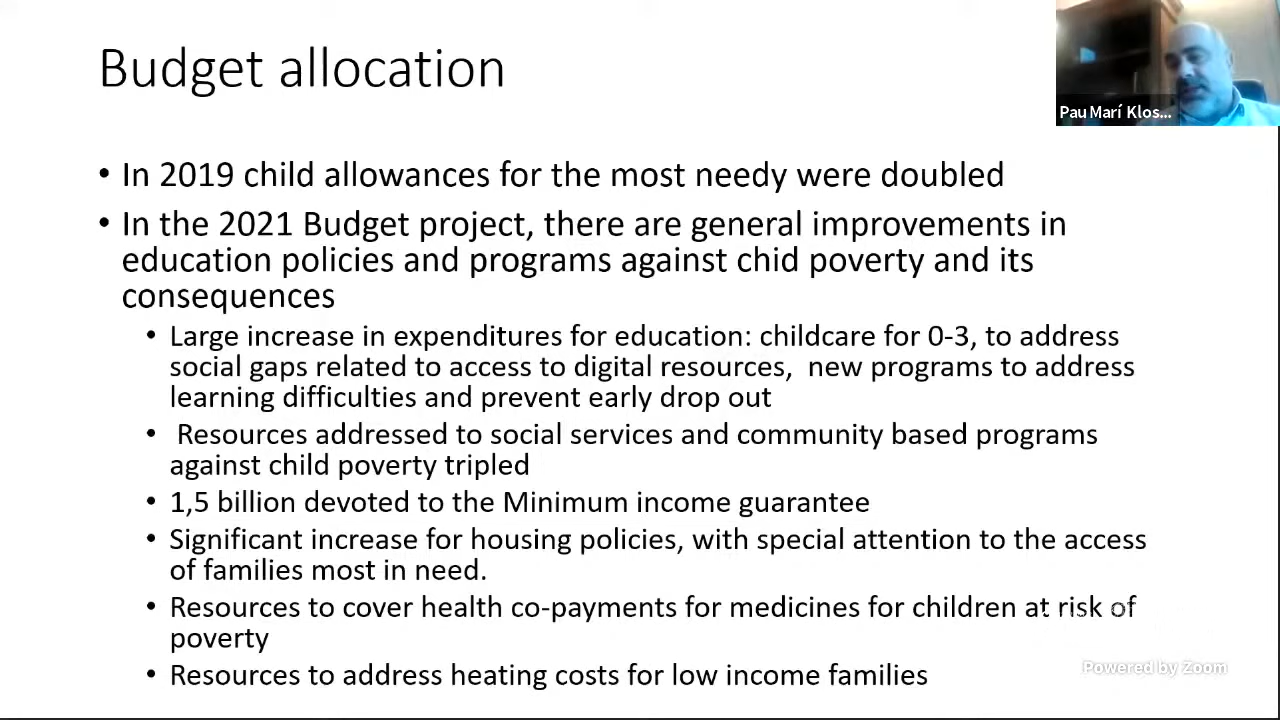 Budget allocation
Pau Marí Klos...
• In 2019 child allowances for the most needy were doubled
• In the 2021 Budget project, there are general improvements in
education policies and programs against chid poverty and its
consequences
• Large increase in expenditures for education: childcare for 0-3, to address
social gaps related to access to digital resources,  new programs to address
learning difficulties and prevent early drop out
• Resources addressed to social services and community based programs
against child poverty tripled
• 1,5 billion devoted to the Minimum income guarantee
• Significant increase for housing policies, with special attention to the access
of families most in need.
• Resources to cover health co-payments for medicines for children at risk of
poverty
• Resources to address heating costs for low income families
Powered by Zoom